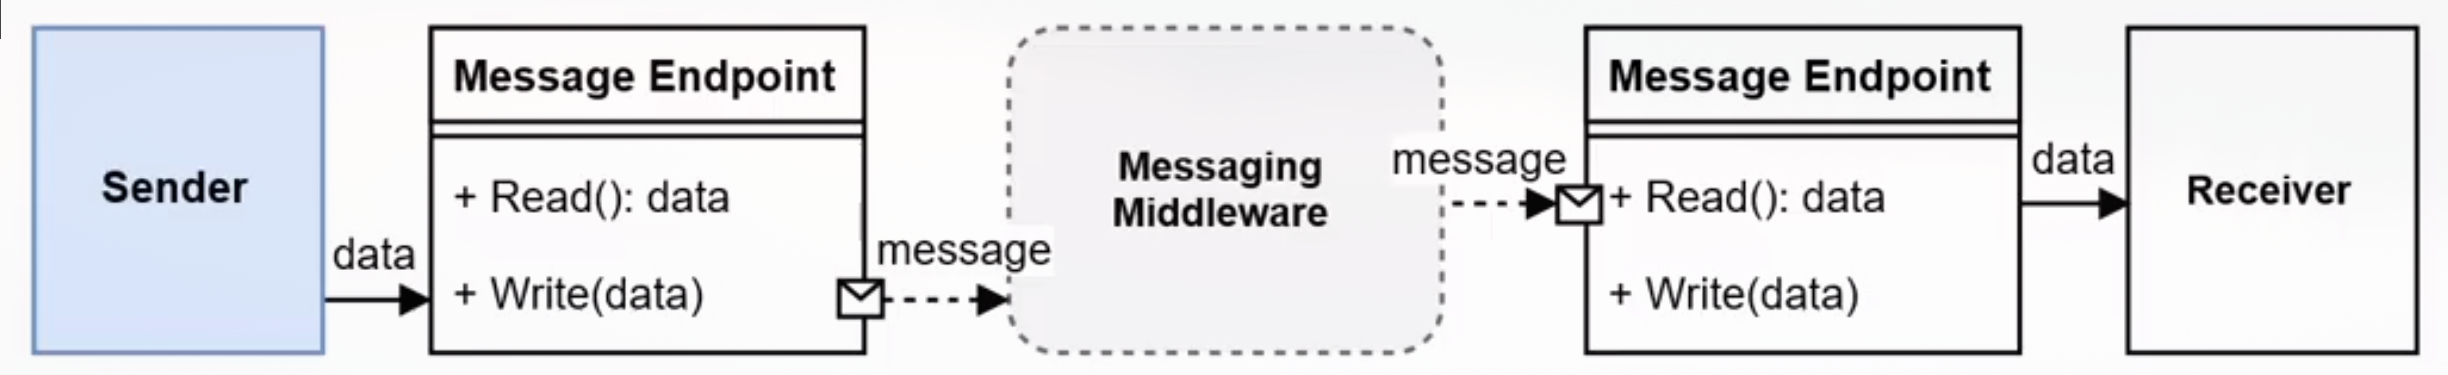 Sender
data
Message Endpoint
+ Read(): data
+ Write(data)
message
Messaging
Middleware
message
Message Endpoint
+ Read(): data
+ Write(data)
data
Receiver